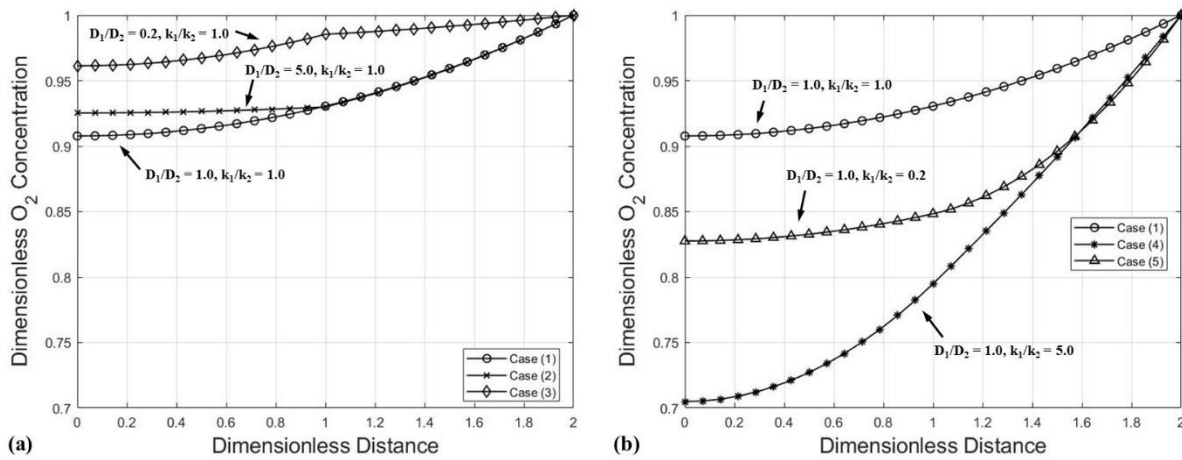 D₁/D₂ = 0.2, k₁/k₂ = 1.0
D₁/D₂ = 5.0, k₁/k₂ = 1.0
D₁/D₂ = 1.0, k₁/k₂ = 1.0
Case (1)
Case (2)
Case (3)
1
0.95
0.9
0.85
0.8
0.75
0.7
Dimensionless O₂ Concentration
0 0.2 0.4 0.6 0.8 1 1.2 1.4 1.6 1.8 2
(a) Dimensionless Distance
D₁/D₂ = 1.0, k₁/k₂ = 1.0
D₁/D₂ = 1.0, k₁/k₂ = 0.2
Case (1)
Case (4)
Case (5)
D₁/D₂ = 1.0, k₁/k₂ = 5.0
1
0.95
0.9
0.85
0.8
0.75
0.7
Dimensionless O₂ Concentration
0 0.2 0.4 0.6 0.8 1 1.2 1.4 1.6 1.8 2
(b) Dimensionless Distance